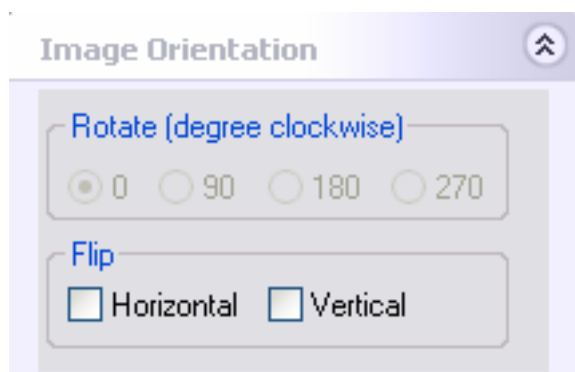 Image Orientation
Rotate (degree clockwise)
0 90 180 270
Flip
Horizontal Vertical